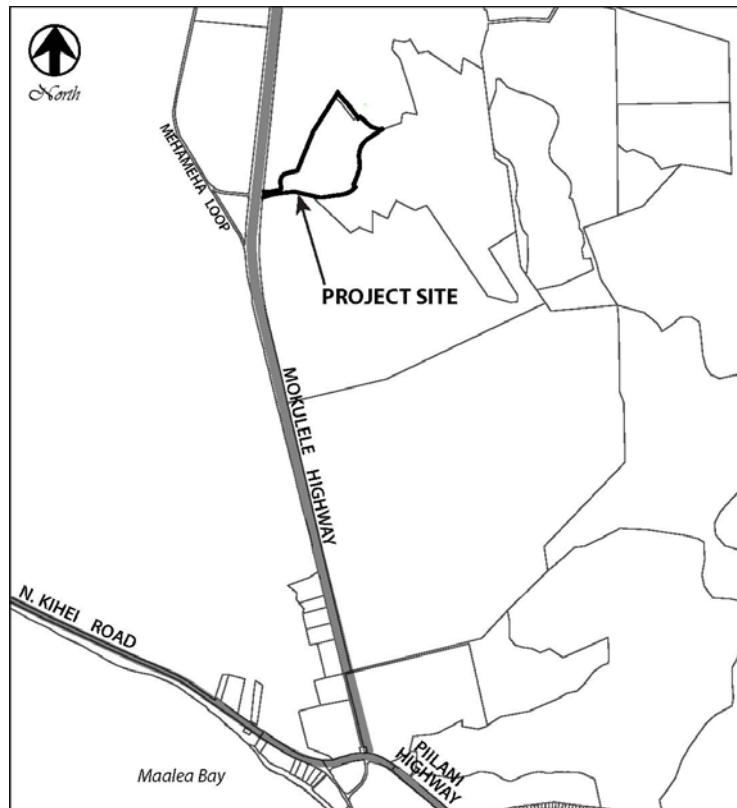 North
MEHAMEHA LOOP
PROJECT SITE
MOKULELE HIGHWAY
N. KIHEI ROAD
PIILANI
HIGHWAY
Maalea Bay